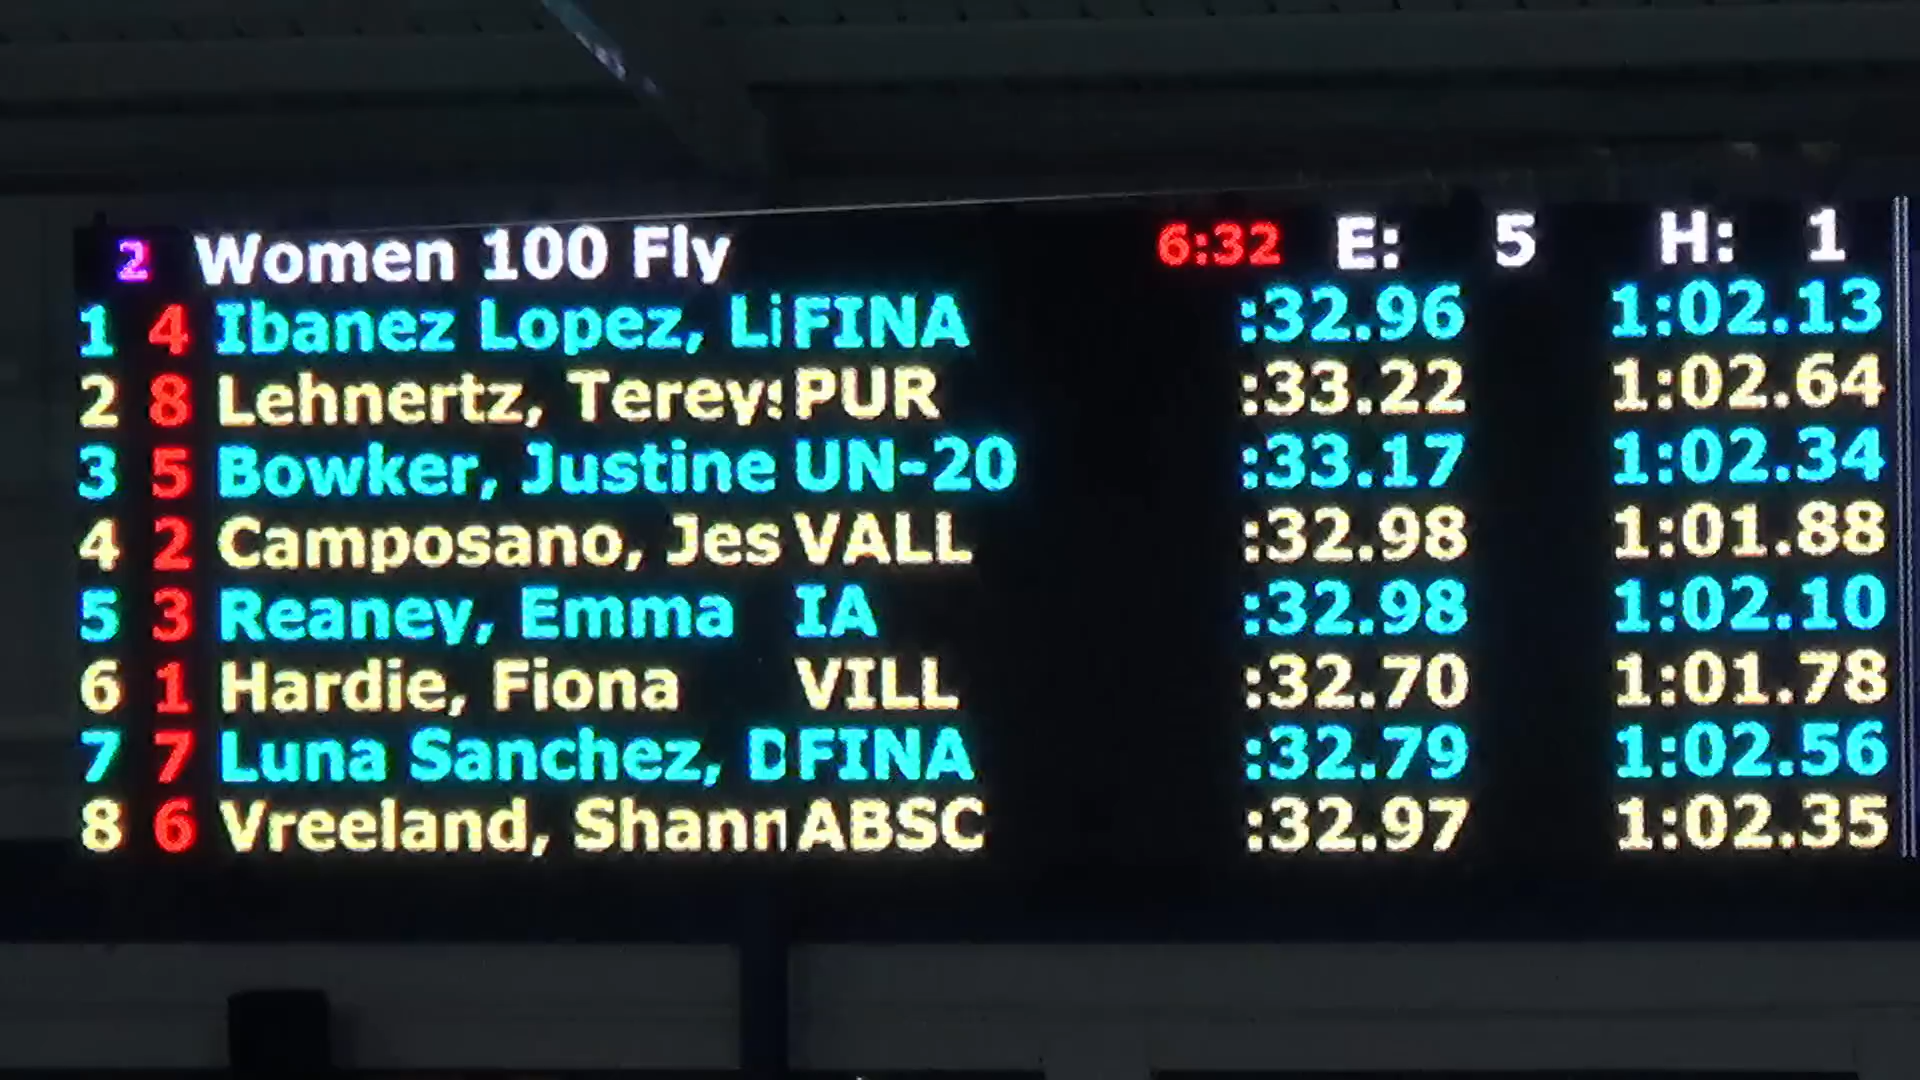 2 Women 100 Fly 6:32 E: 5 H: 1
1 4 Ibanez Lopez, Li FINA :32.96 1:02.13
2 8 Lehnertz, Tereys PUR :33.22 1:02.64
3 5 Bowker, Justine UN-20 :33.17 1:02.34
4 2 Camposano, Jes VALL :32.98 1:01.88
5 3 Reaney, Emma IA :32.98 1:02.10
6 1 Hardie, Fiona VILL :32.70 1:01.78
7 7 Luna Sanchez, D FINA :32.79 1:02.56
8 6 Vreeland, Shann ABSC :32.97 1:02.35